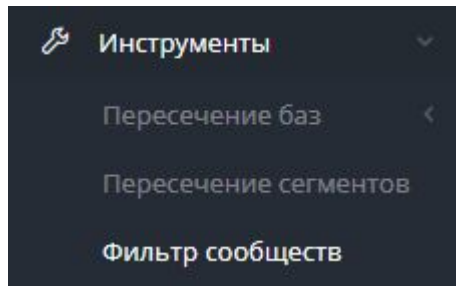 Инструменты
Пересечение баз
Пересечение сегментов
Фильтр сообществ